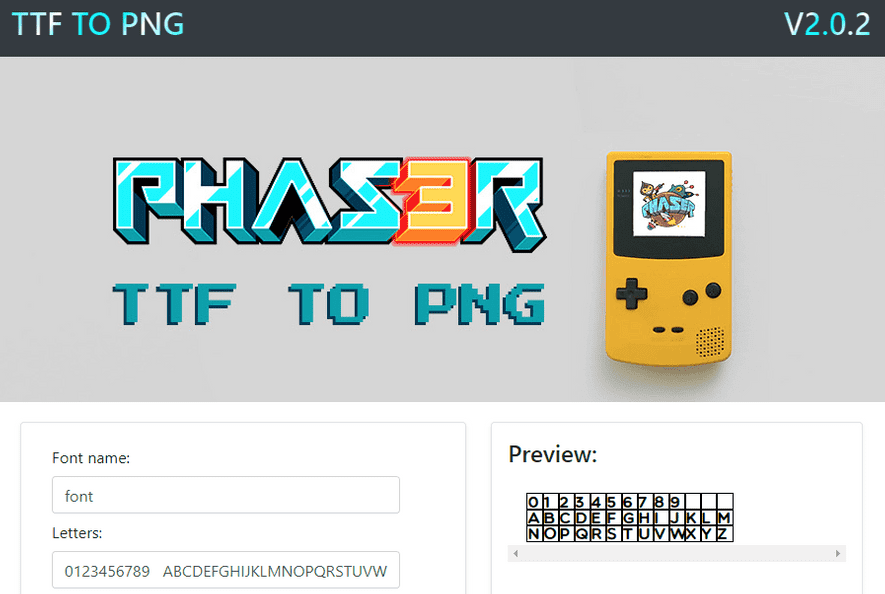 TTF TO PNG
V2.0.2
PHAS3R
PHASER
TTF TO PNG
Font name:
font
Letters:
0123456789 ABCDEFGHIJKLMNOPQRSTUVW
Preview:
0 1 2 3 4 5 6 7 8 9
A B C D E F G H I J K L M
N O P Q R S T U V W X Y Z